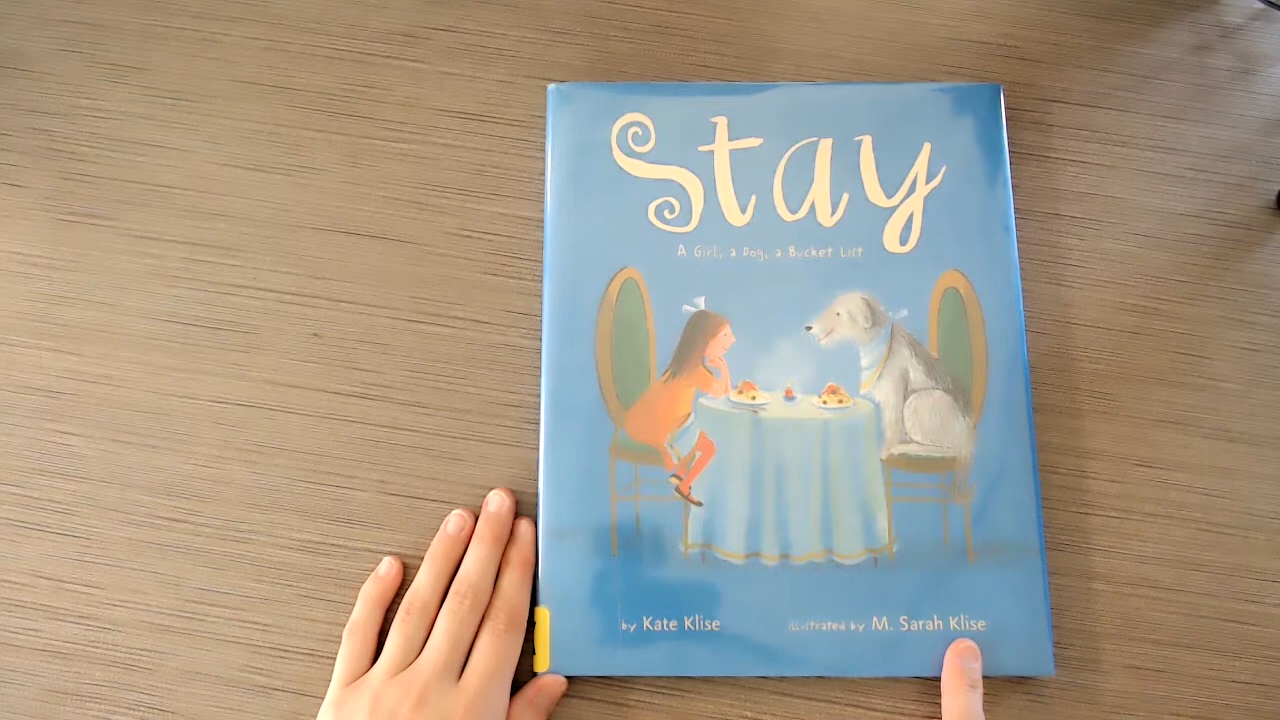 Stay
A Girl, a Dog, a Bucket List
by Kate Klise
illustrated by M. Sarah Klise